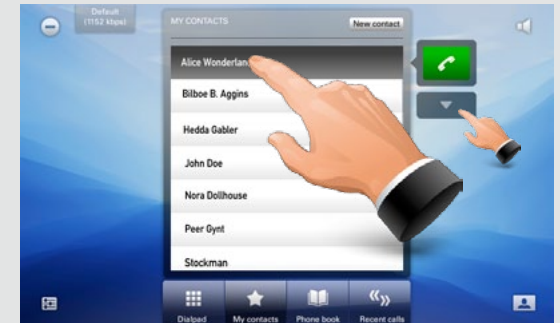 Default
(1152 kbps)
MY CONTACTS
New contact
Alice Wonderlan
Bilboe B. Aggins
Hedda Gabler
John Doe
Nora Dollhouse
Peer Gynt
Stockman
Dialpad
My contacts
Phone book
Recent calls